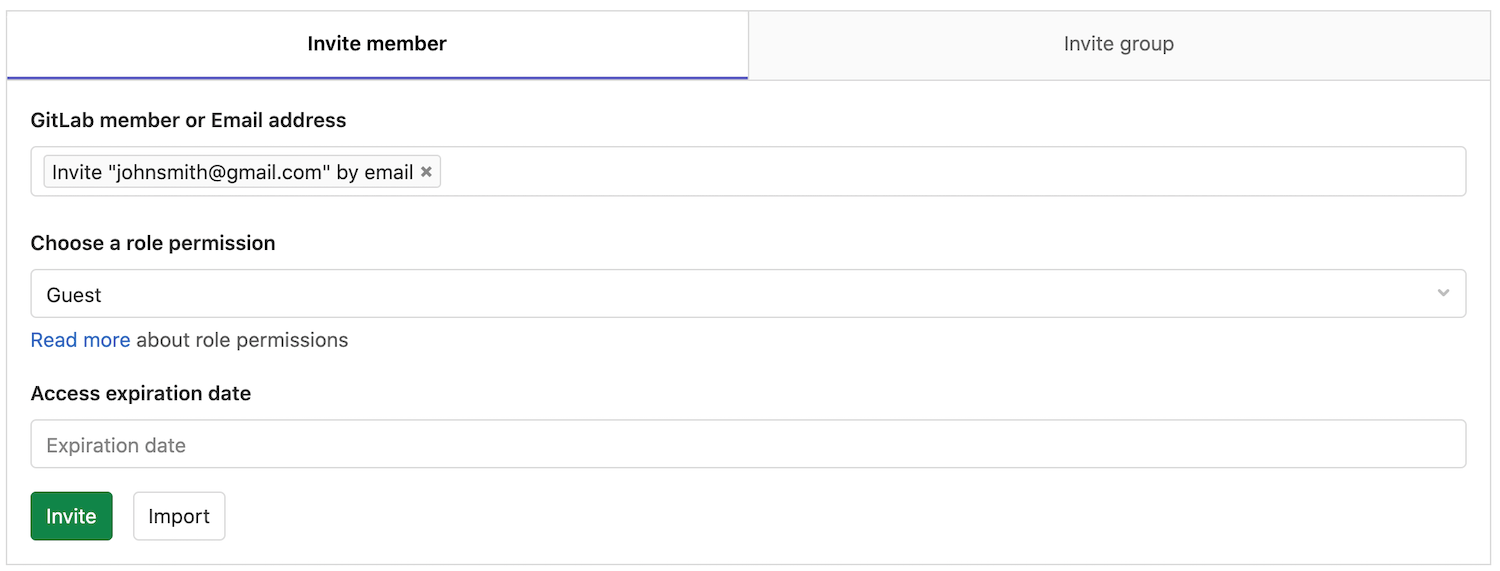 Invite member
Invite group
GitLab member or Email address
Invite "johnsmith@gmail.com" by email ×
Choose a role permission
Guest
Read more about role permissions
Access expiration date
Expiration date
Invite
Import